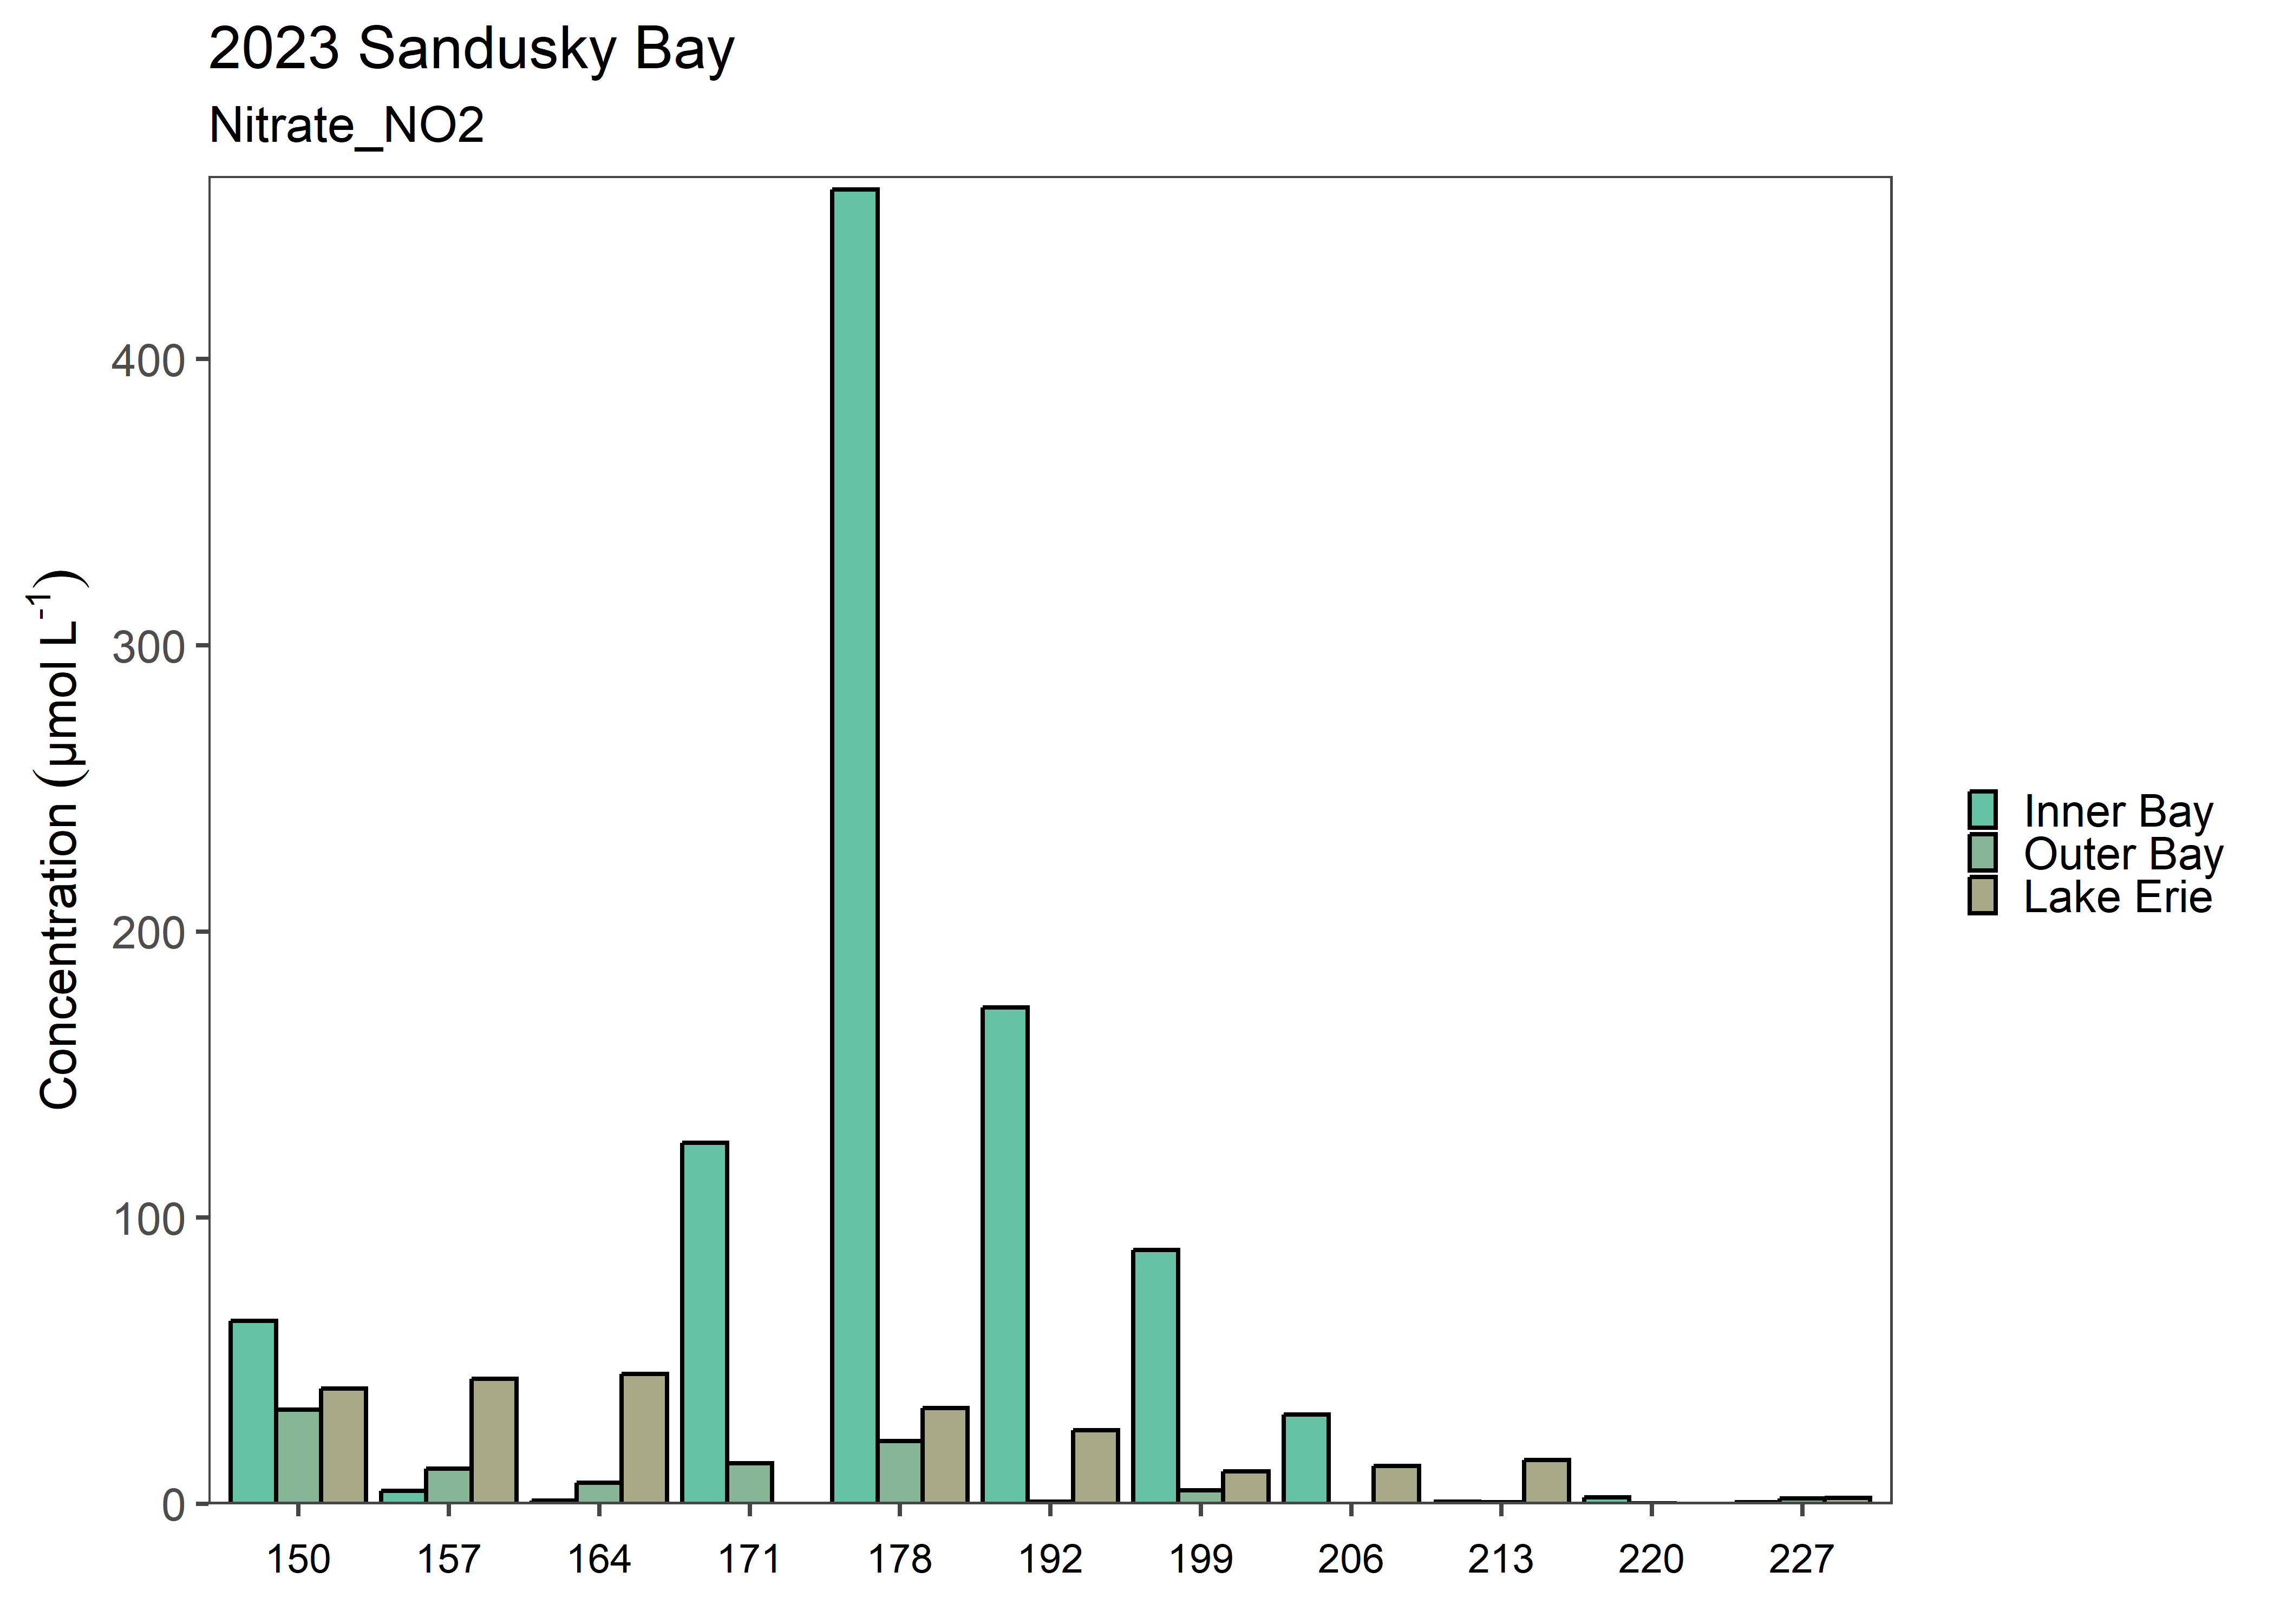 2023 Sandusky Bay
Nitrate_NO2
Concentration (µmol L⁻¹)
400
300
200
100
0
150 157 164 171 178 192 199 206 213 220 227
Inner Bay
Outer Bay
Lake Erie